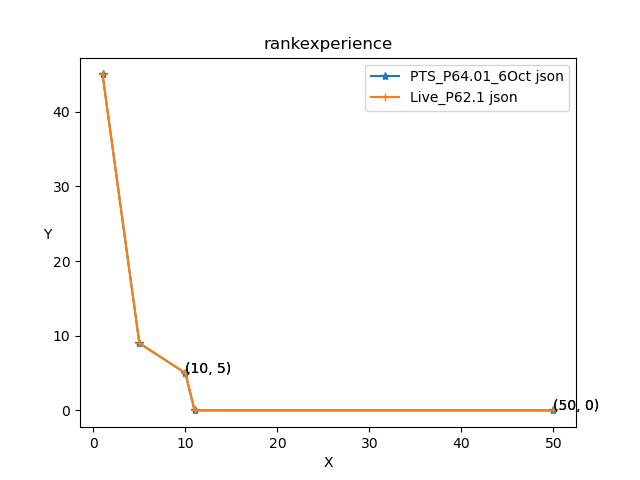 rankexperience
PTS_P64.01_6Oct json
Live_P62.1 json
40
30
Y
20
10
(10, 5)
(50, 0)
0
0 10 20 30 40 50
X